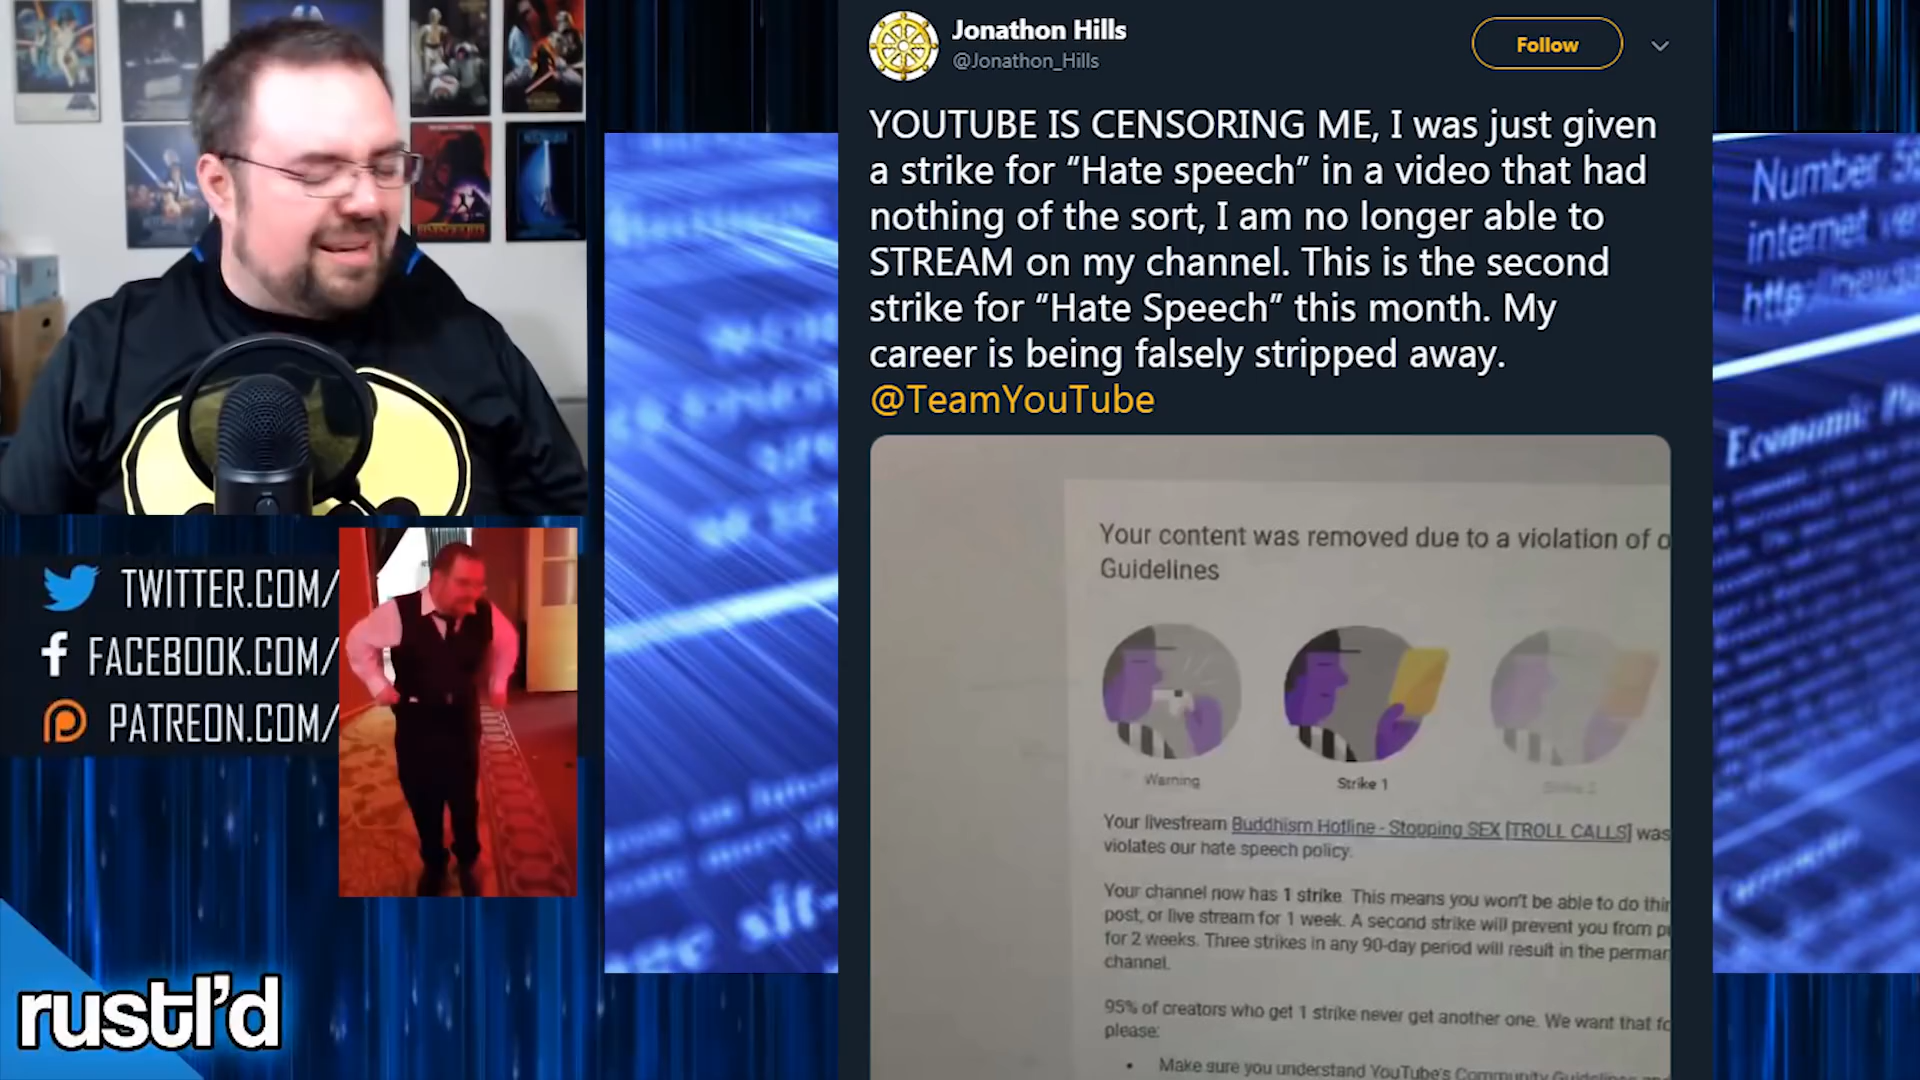 Jonathon Hills
@Jonathon_Hills
Follow
YOUTUBE IS CENSORING ME, I was just given
a strike for “Hate speech” in a video that had
nothing of the sort, I am no longer able to
STREAM on my channel. This is the second
strike for “Hate Speech” this month. My
career is being falsely stripped away.
@TeamYouTube
Your content was removed due to a violation of
Guidelines
Warning
Strike 1
Your livestream Buddhism Hotline - Stopping SEX [TROLL CALLS] was
violates our hate speech policy.
Your channel now has 1 strike. This means you won't be able to do
post, or live stream for 1 week. A second strike will prevent you from
for 2 weeks. Three strikes in any 90-day period will result in the
channel.
95% of creators who get 1 strike never get another one. We want that
please:
• Make sure you understand YouTube's Community Guidelines
TWITTER.COM/
FACEBOOK.COM/
PATREON.COM/
rustl'd
Number
internet
http:/
Economic